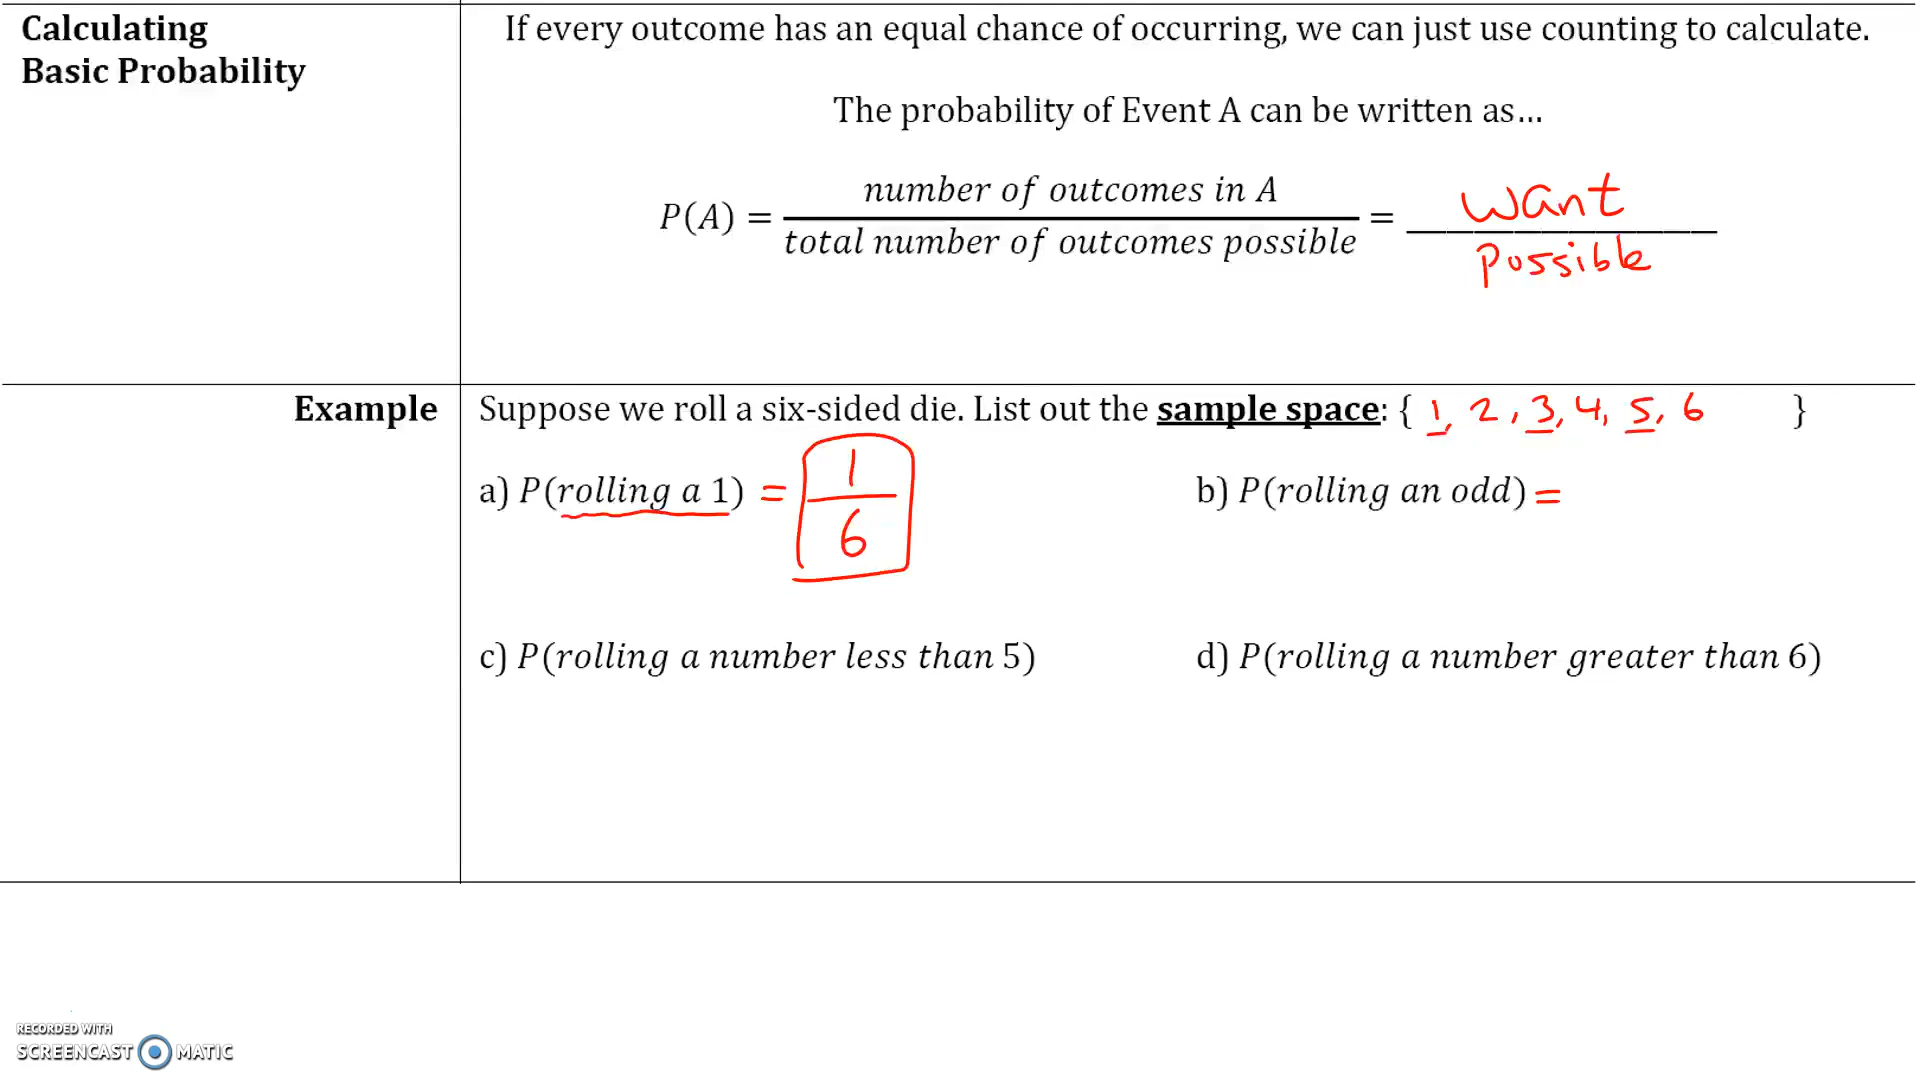 Calculating
Basic Probability
If every outcome has an equal chance of occurring, we can just use counting to calculate.
The probability of Event A can be written as…
P(A) = number of outcomes in A / total number of outcomes possible = want / possible
Example
Suppose we roll a six-sided die. List out the sample space: { 1, 2, 3, 4, 5, 6 }
a) P(rolling a 1) = 1/6
b) P(rolling an odd) =
c) P(rolling a number less than 5)
d) P(rolling a number greater than 6)
RECORDED WITH
SCREENCAST MATIC